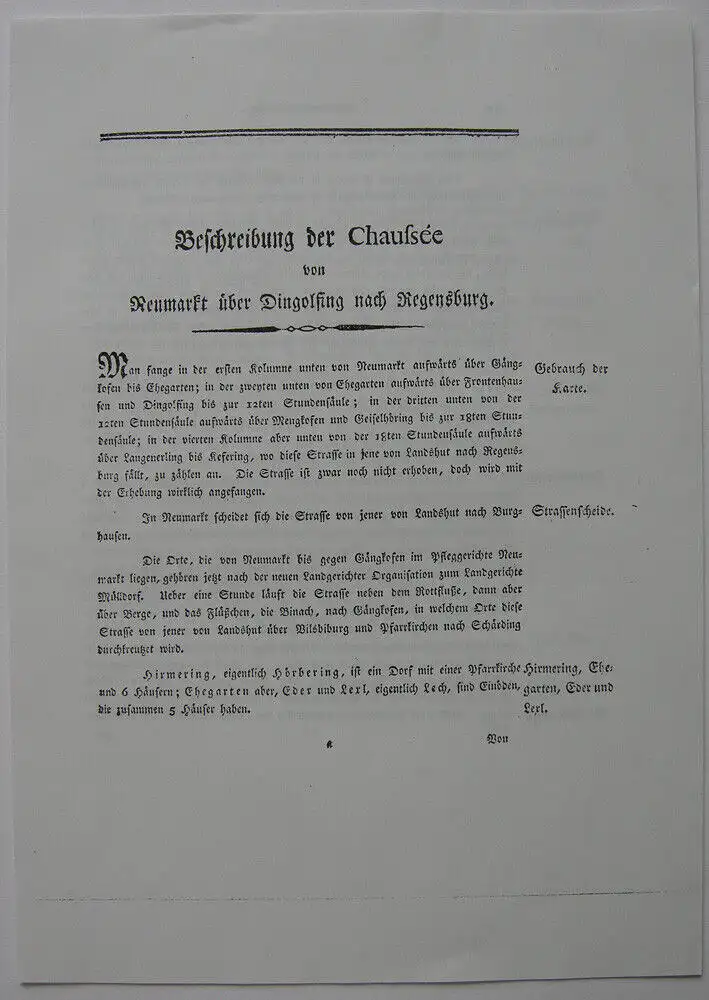 Beſchreibung der Chauſsée
von
Neumarkt über Dingolfing nach Regensburg.
Man fange in der erſten Kolumne unten von Neumarkt aufwärts über Gäng-
kofen bis Ehegarten; in der zweyten unten von Ehegarten aufwärts über Frontenhau-
ſen und Dingolfing bis zur 12ten Stundenſäule; in der dritten unten von der
12ten Stundenſäule aufwärts über Mengkofen und Geiſelhöring bis zur 18ten Stun-
denſäule; in der vierten Kolumne aber unten von der 18ten Stundenſäule aufwärts
über Langenerling bis Kefering, wo dieſe Straſſe in jene von Landshut nach Regens-
burg fällt, zu zählen an. Die Straſſe iſt zwar noch nicht erhoben, doch wird mit
der Erhebung wirklich angefangen.
Gebrauch der
Karte.
In Neumarkt ſcheidet ſich die Straſſe von jener von Landshut nach Burg-
hauſen.
Straſſenſcheide.
Die Orte, die von Neumarkt bis gegen Gängkofen im Pfleggerichte Neu-
markt liegen, gehören jetzt nach der neuen Landgerichter Organiſation zum Landgerichte
Mülldorf. Ueber eine Stunde läuft die Straſſe neben dem Rottfluße, dann aber
über Berge, und das Flüßchen, die Binach, nach Gängkofen, in welchem Orte dieſe
Straſſe von jener von Landshut über Vilsbiburg und Pfarrkirchen nach Schärding
durchkreutzet wird.
Hirmering, eigentlich Hörbering, iſt ein Dorf mit einer Pfarrkirche
und 6 Häuſern; Ehegarten aber, Eder und Lexl, eigentlich Lech, ſind Einöden,
die zuſammen 5 Häuſer haben.
Hirmering, Ehe-
garten, Eder und
Lexl.
a
Von